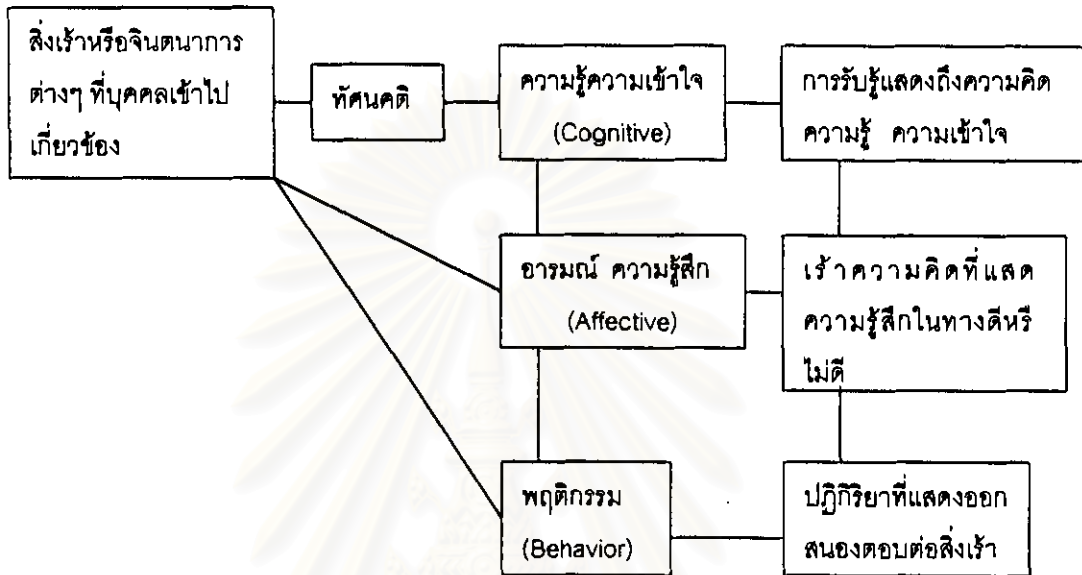 สิ่งเร้าหรือจินตนาการ
ต่างๆ ที่บุคคลเข้าไป
เกี่ยวข้อง
ทัศนคติ
ความรู้ความเข้าใจ
(Cognitive)
การรับรู้แสดงถึงความคิด
ความรู้ ความเข้าใจ
อารมณ์ ความรู้สึก
(Affective)
เร้าความคิดที่แสด
ความรู้สึกในทางดีหรื
ไม่ดี
พฤติกรรม
(Behavior)
ปฏิกิริยาที่แสดงออก
สนองตอบต่อสิ่งเร้า